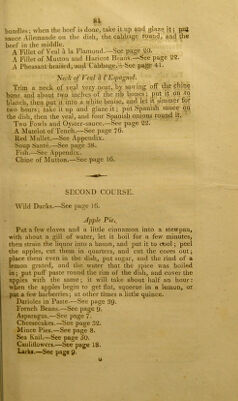 81
bundles; when the beef is done, take it up and glaze it; put
sauce Allemande on the dish, the cabbage round, and the
beef in the middle.
A Fillet of Veal à la Flamond.—See page 20.
A Fillet of Mutton and Haricot Beans.—See page 22.
A Pheasant braised, and Cabbage.—See page 41.
Neck of Veal à l'Espagnol.
Trim a neck of veal very neat, by sawing off the chine
bone and about two inches of the rib bones; put it on to
blanch, then put it into a white braise, and let it simmer for
two hours; take it up and glaze it; put Spanish sauce on
the dish, then the veal, and four Spanish onions round it.
Two Fowls and Oyster-sauce.—See page 22.
A Matelot of Tench.—See page 76.
Red Mullet.—See Appendix.
Soup Santé.—See page 38.
Fish.—See Appendix.
Chine of Mutton.—See page 16.
SECOND COURSE.
Wild Ducks.—See page 16.
Apple Pie.
Put a few cloves and a little cinnamon into a stewpan,
with about a gill of water, let it boil for a few minutes,
then strain the liquor into a bason, and put it to cool; peel
the apples, cut them in quarters, and cut the cores out;
place them even in the dish, put sugar, and the rind of a
lemon grated, and the water that the spice was boiled
in; put puff paste round the rim of the dish, and cover the
apples with the same; it will take about half an hour:
when the apples begin to get flat, squeeze in a lemon, or
put a few barberries; at other times a little quince.
Darioles in Paste.—See page 39.
French Beans.—See page 9.
Asparagus.—See page 7.
Cheesecakes.—See page 32.
Mince Pies.—See page 8.
Sea Kail.—See page 30.
Cauliflowers.—See page 18.
Larks.—See page 9.